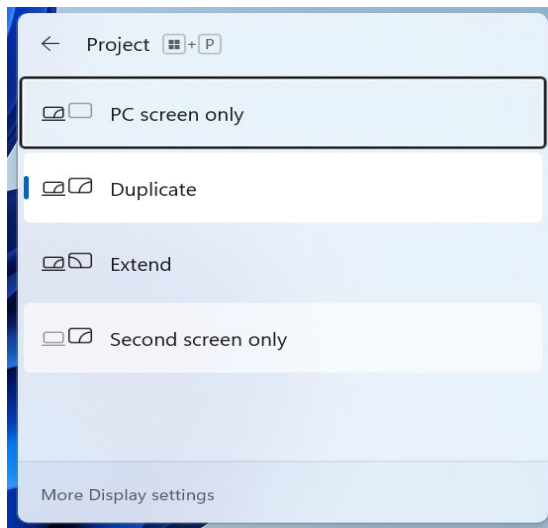 Project ⊞+P
PC screen only
Duplicate
Extend
Second screen only
More Display settings